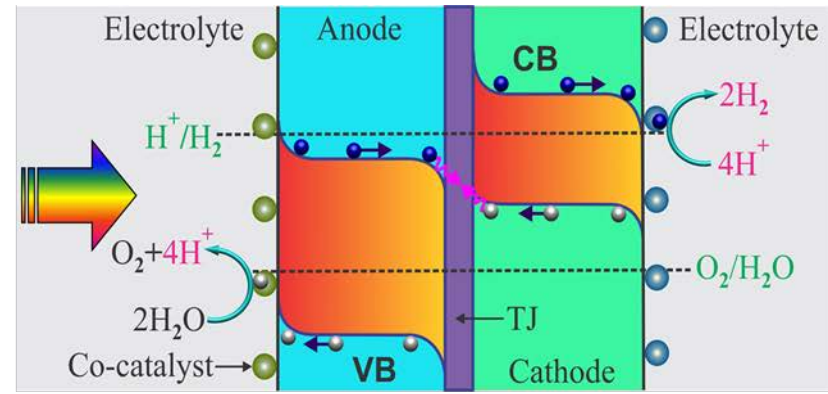 Electrolyte
Anode
CB
Electrolyte
2H₂
H⁺/H₂
4H⁺
O₂+4H⁺
O₂/H₂O
2H₂O
TJ
Co-catalyst
VB
Cathode